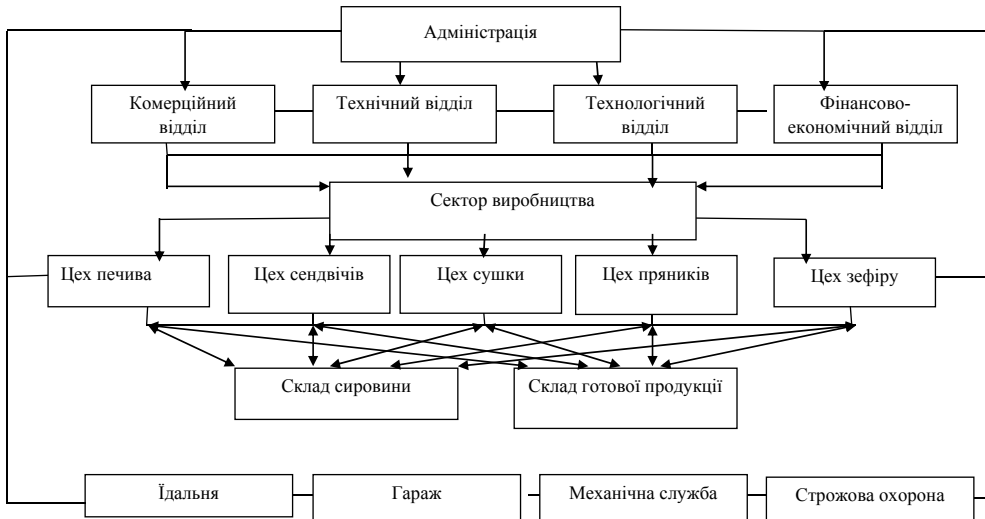 Адміністрація
Комерційний
відділ
Технічний відділ
Технологічний
відділ
Фінансово-
економічний відділ
Сектор виробництва
Цех печива
Цех сендвічів
Цех сушки
Цех пряників
Цех зефіру
Склад сировини
Склад готової продукції
Їдальня
Гараж
Механічна служба
Строжова охорона